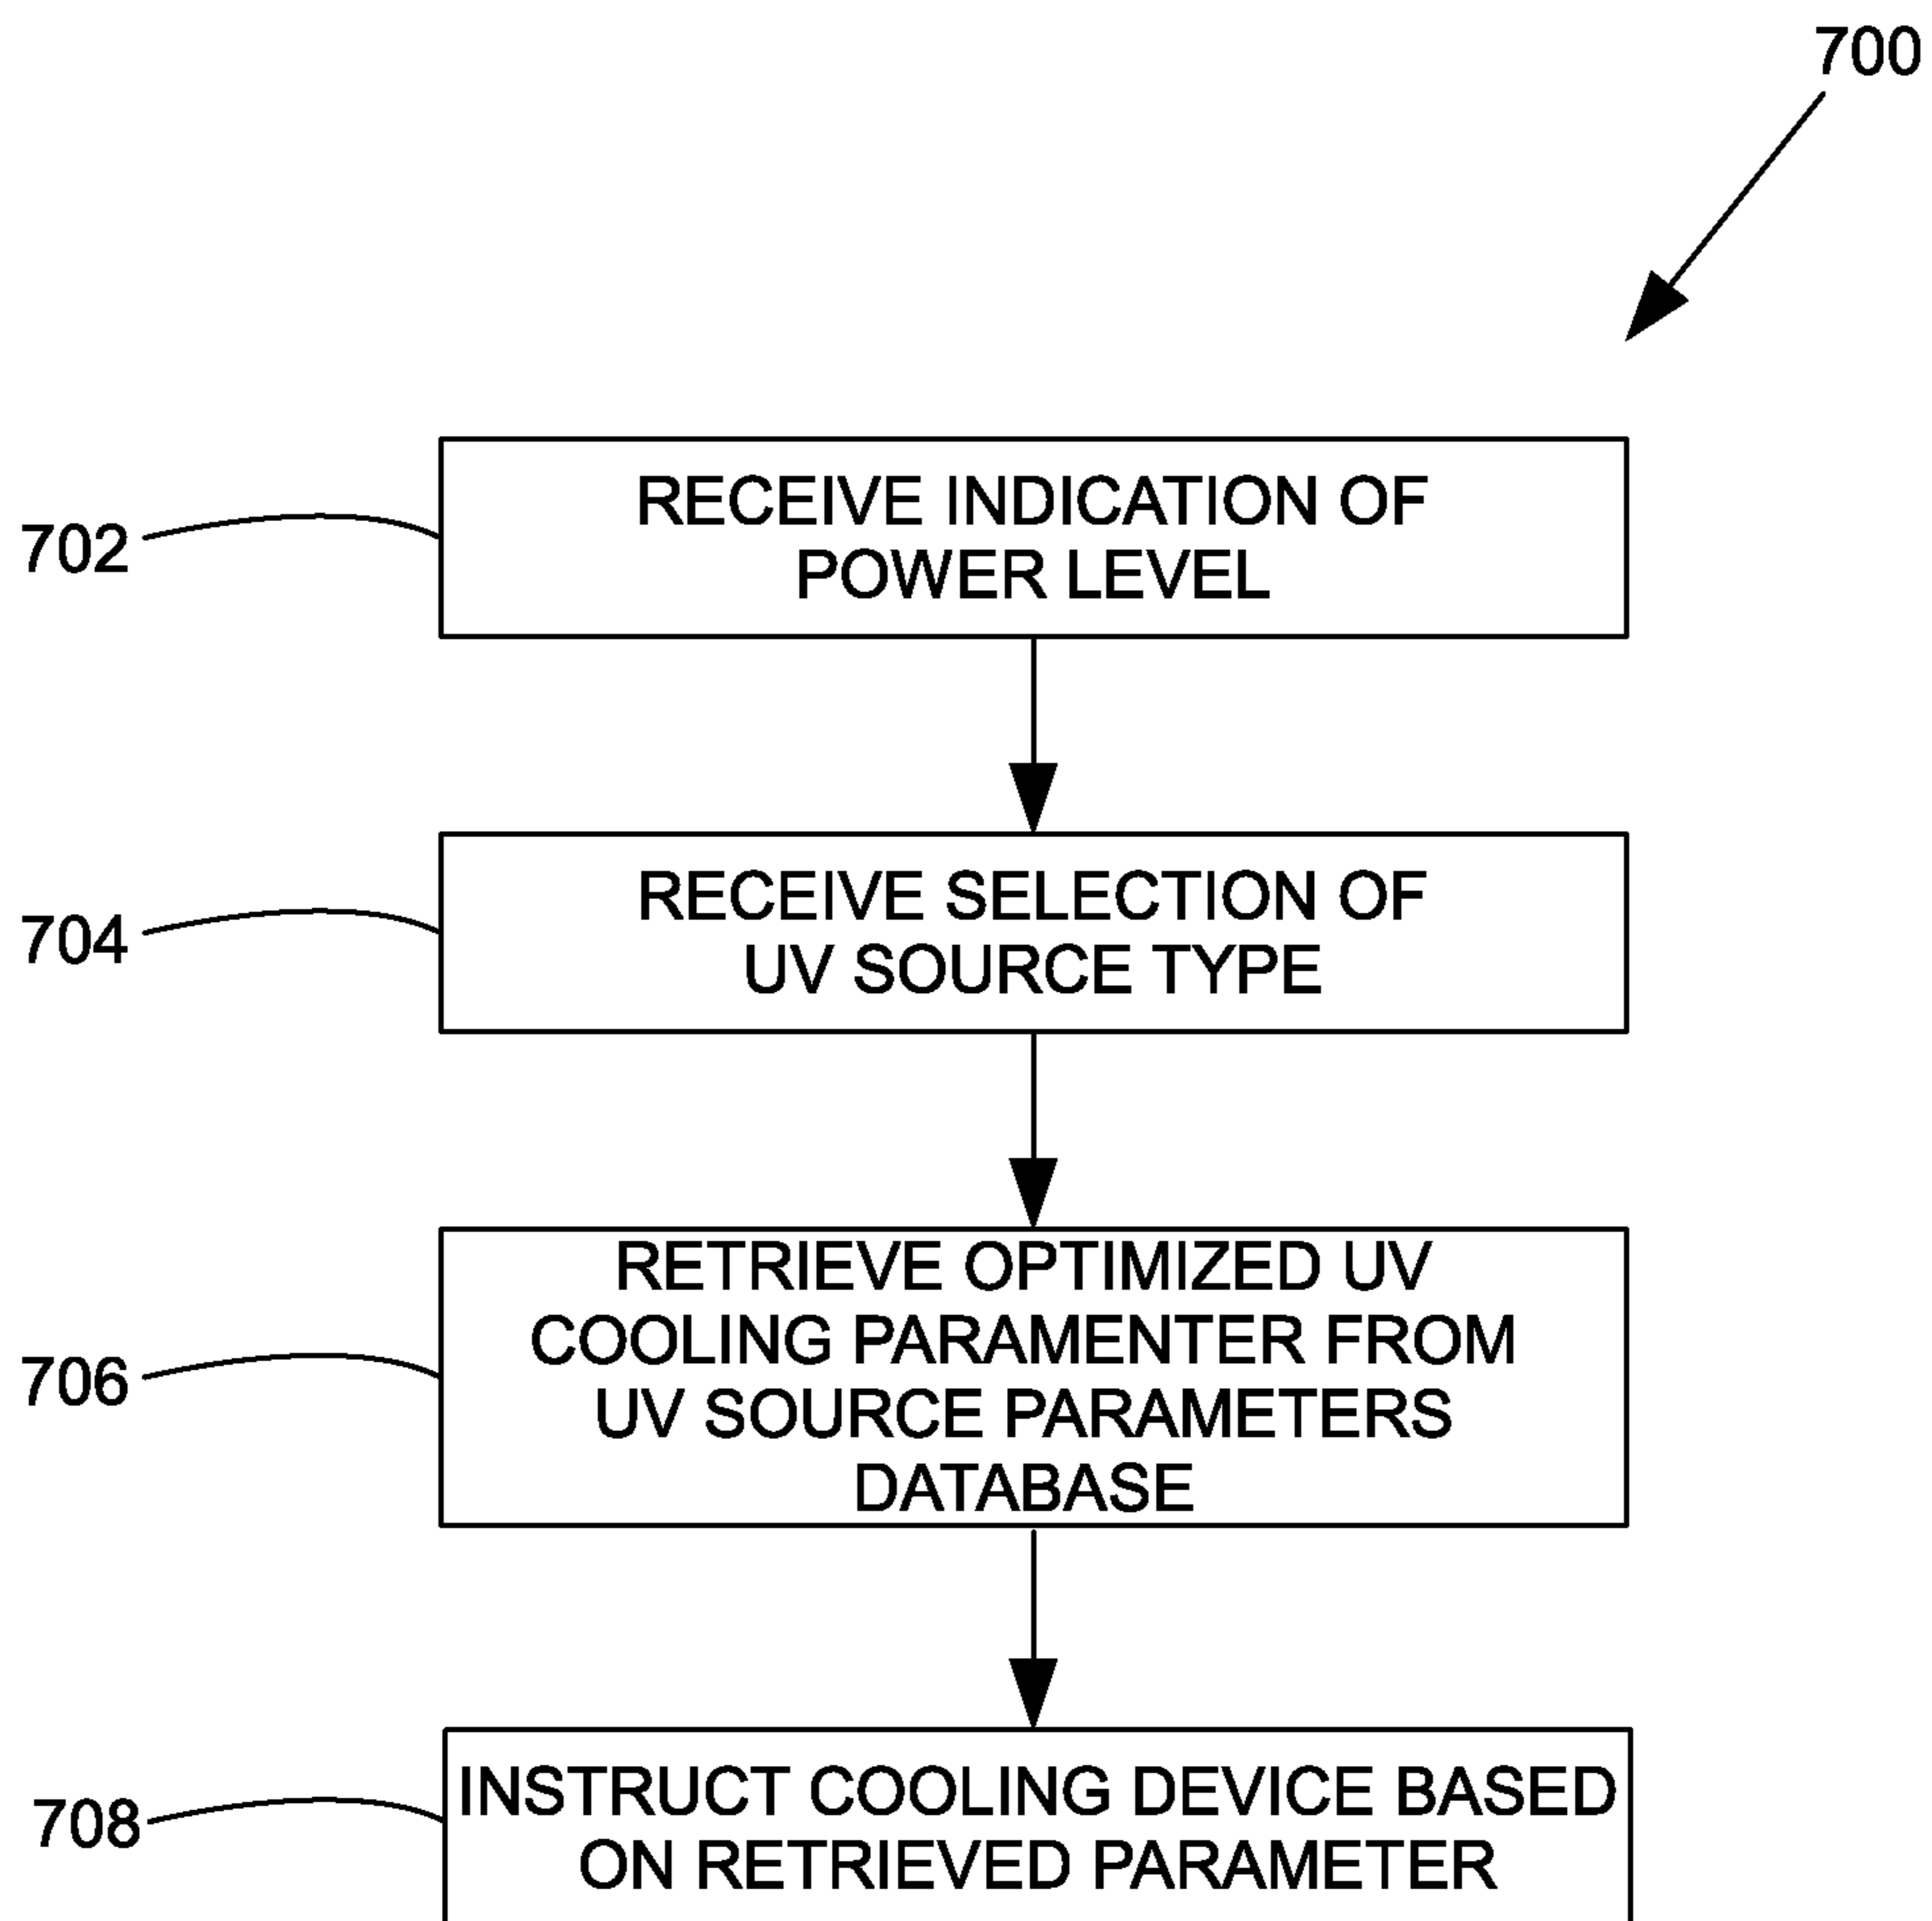 700
702
RECEIVE INDICATION OF
POWER LEVEL
704
RECEIVE SELECTION OF
UV SOURCE TYPE
706
RETRIEVE OPTIMIZED UV
COOLING PARAMENTER FROM
UV SOURCE PARAMETERS
DATABASE
708
INSTRUCT COOLING DEVICE BASED
ON RETRIEVED PARAMETER